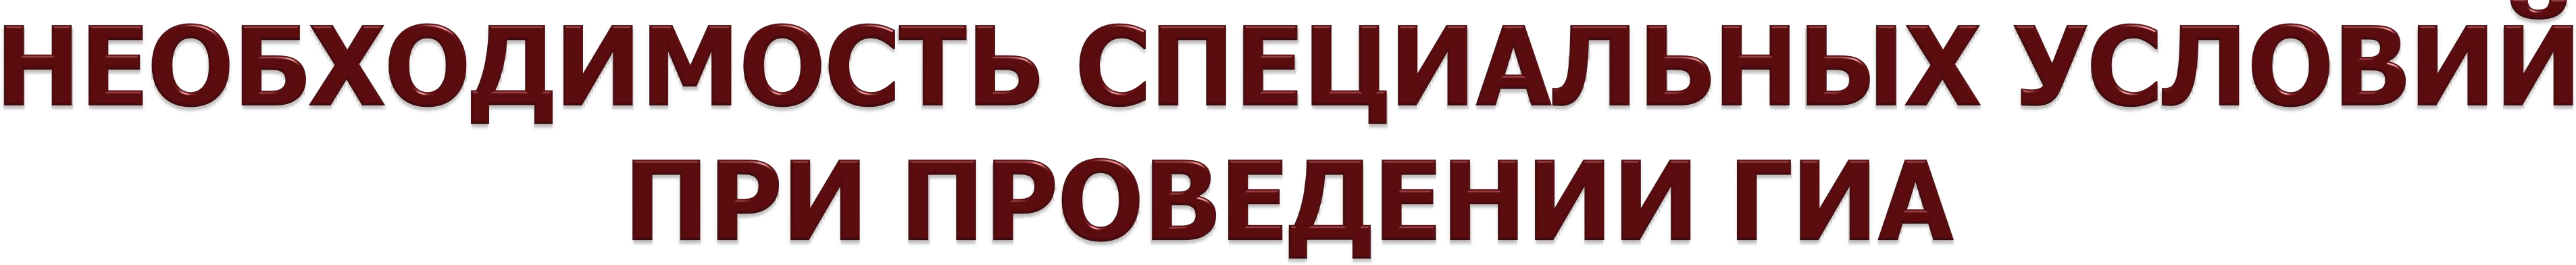 НЕОБХОДИМОСТЬ СПЕЦИАЛЬНЫХ УСЛОВИЙ
ПРИ ПРОВЕДЕНИИ ГИА